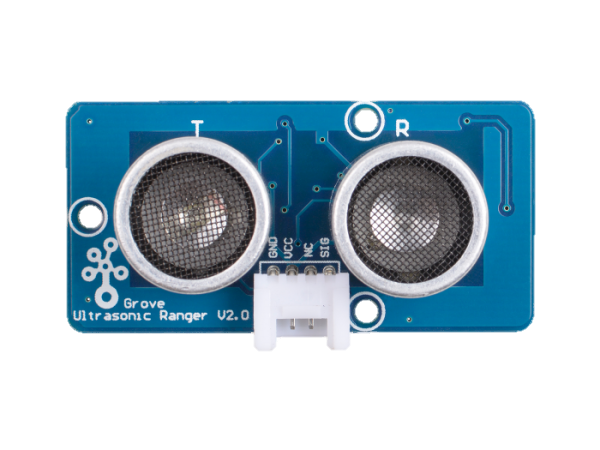 T
R
GND
VCC
NC
SIG
Grove
Ultrasonic Ranger V2.0